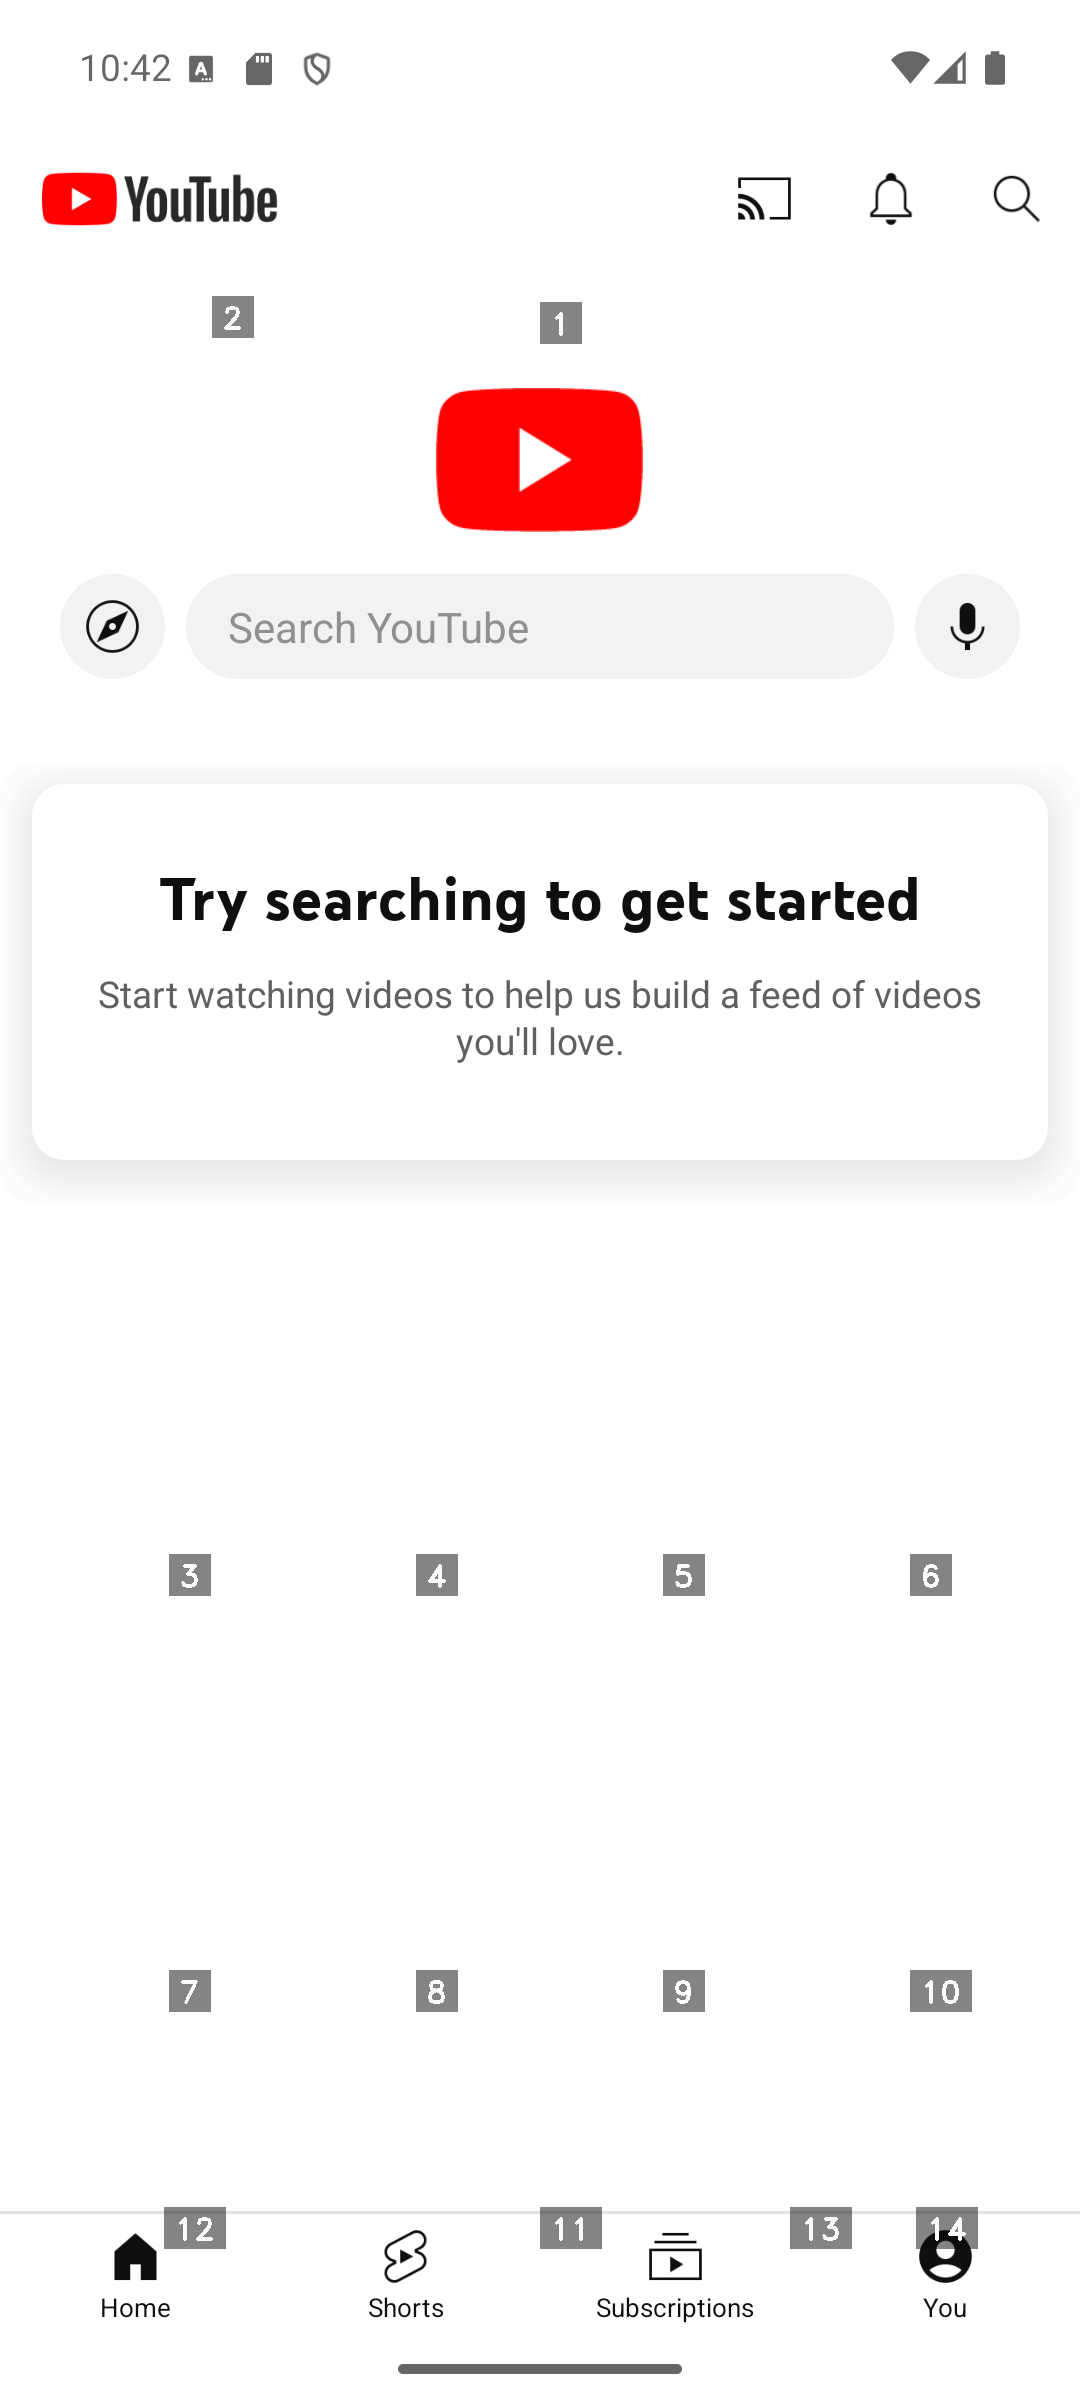 10:42
YouTube
2
1
Search YouTube
Try searching to get started
Start watching videos to help us build a feed of videos
you'll love.
3
4
5
6
7
8
9
10
12
11
13
14
Home
Shorts
Subscriptions
You